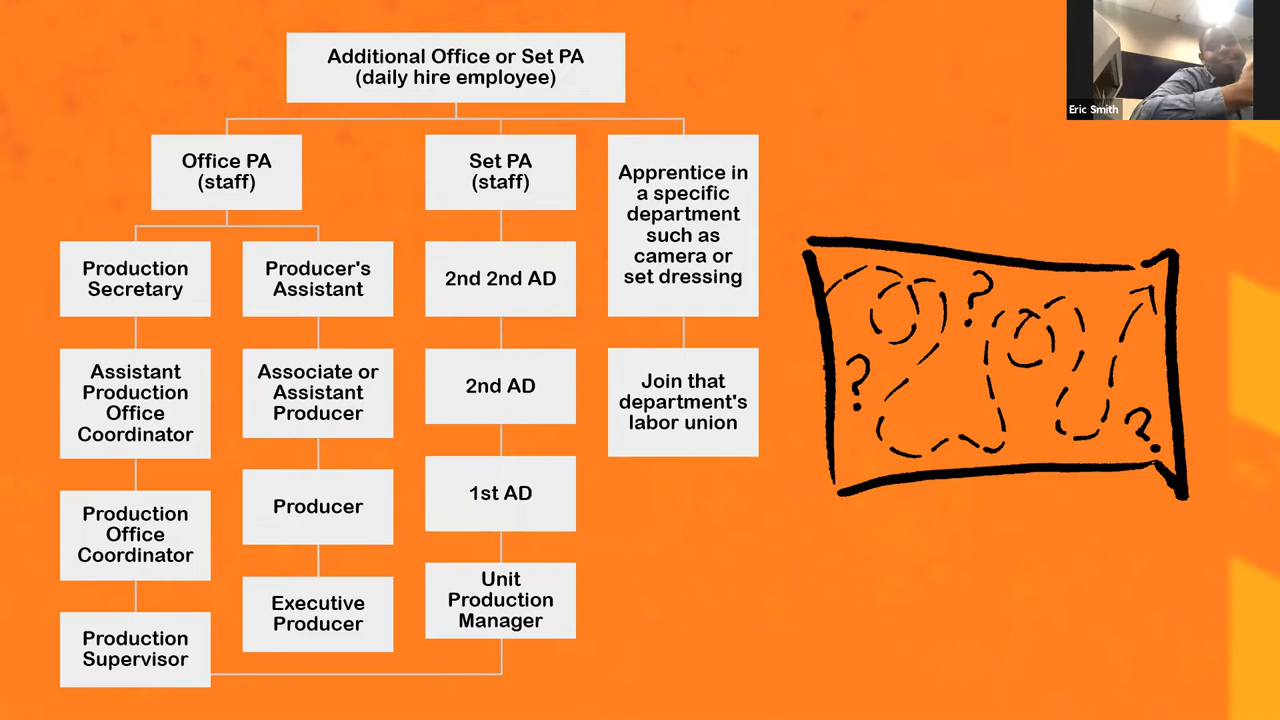 Additional Office or Set PA
(daily hire employee)
Eric Smith
Office PA
(staff)
Set PA
(staff)
Apprentice in
a specific
department
such as
camera or
set dressing
Production
Secretary
Producer's
Assistant
2nd 2nd AD
Assistant
Production
Office
Coordinator
Associate or
Assistant
Producer
2nd AD
Join that
department's
labor union
Production
Office
Coordinator
Producer
1st AD
Production
Supervisor
Executive
Producer
Unit
Production
Manager
?
?
?